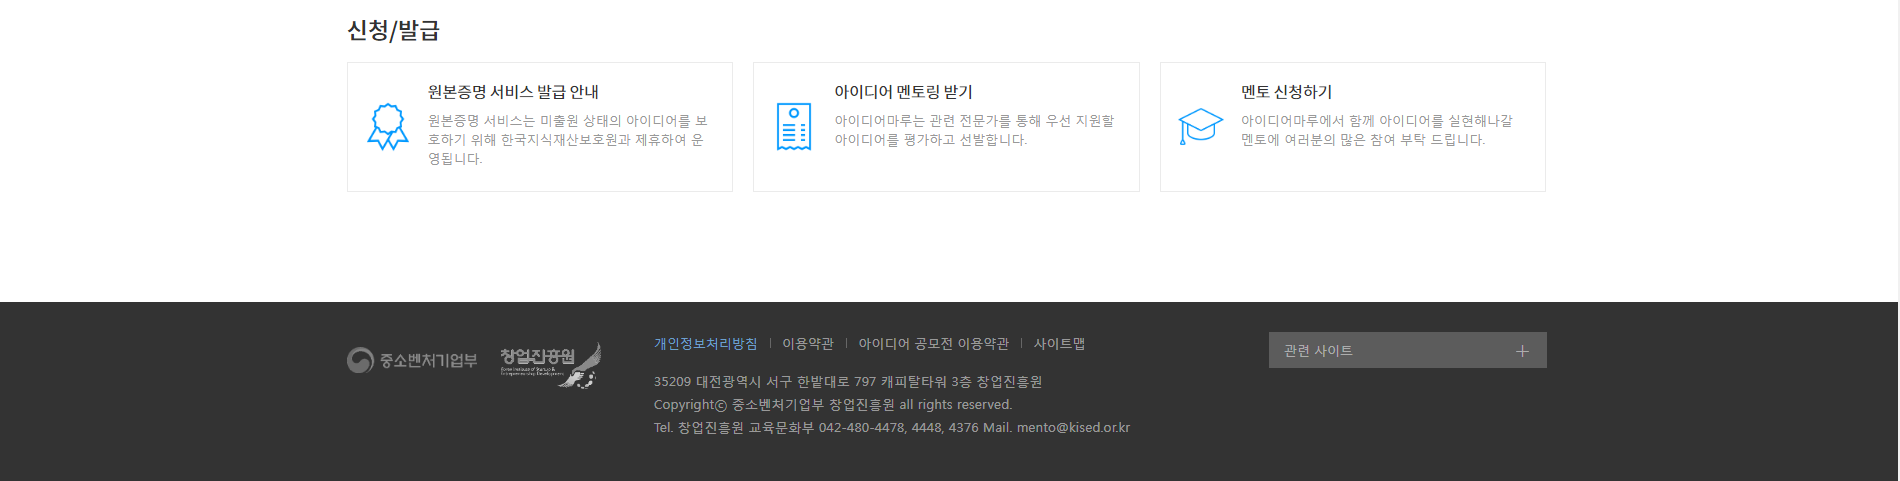 신청/발급
원본증명 서비스 발급 안내
원본증명 서비스는 미출원 상태의 아이디어를 보
호하기 위해 한국지식재산보호원과 제휴하여 운
영됩니다.
아이디어 멘토링 받기
아이디어마루는 관련 전문가를 통해 우선 지원할
아이디어를 평가하고 선발합니다.
멘토 신청하기
아이디어마루에서 함께 아이디어를 실현해나갈
멘토에 여러분의 많은 참여 부탁 드립니다.
중소벤처기업부
창업진흥원
Korea Institute of Startup &
Entrepreneurship Development
개인정보처리방침 | 이용약관 | 아이디어 공모전 이용약관 | 사이트맵
35209 대전광역시 서구 한밭대로 797 캐피탈타워 3층 창업진흥원
Copyrightⓒ 중소벤처기업부 창업진흥원 all rights reserved.
Tel. 창업진흥원 교육문화부 042-480-4478, 4448, 4376 Mail. mento@kised.or.kr
관련 사이트